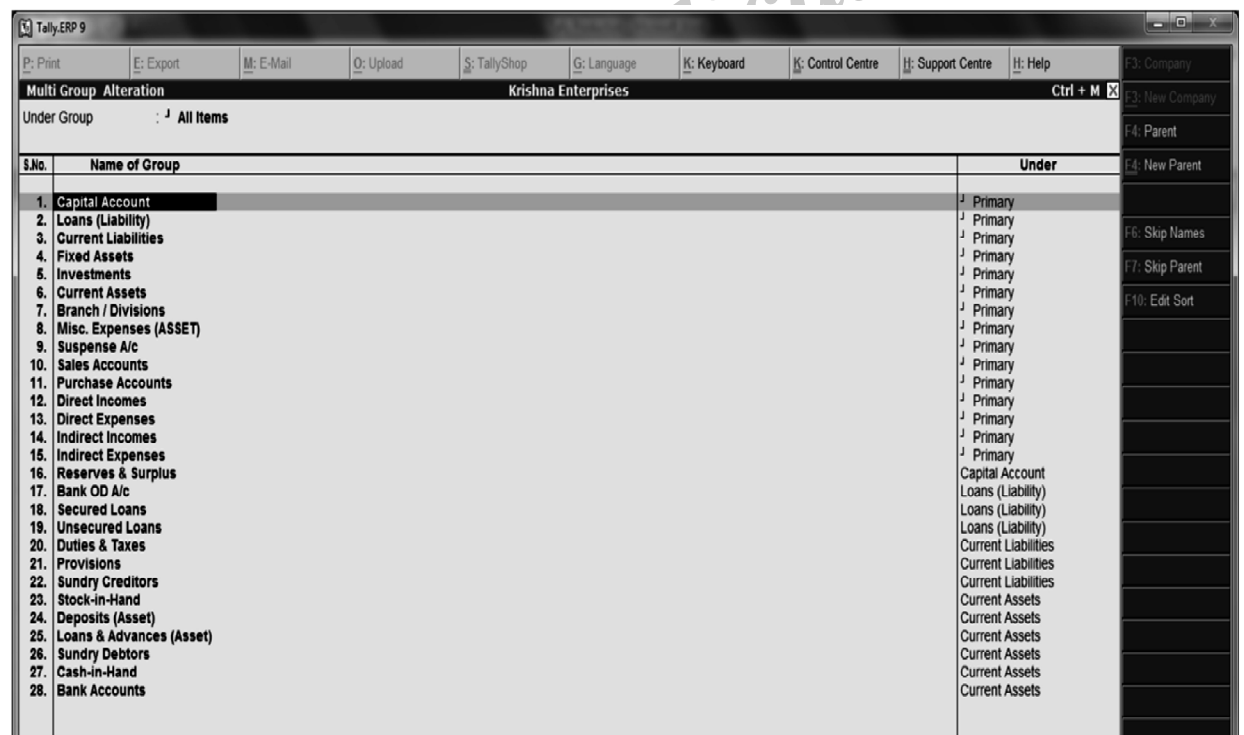 Tally.ERP 9
P: Print E: Export M: E-Mail O: Upload S: TallyShop G: Language K: Keyboard K: Control Centre H: Support Centre H: Help F3: Company
Multi Group Alteration Krishna Enterprises Ctrl + M X F3: New Company
Under Group : ┘ All Items F4: Parent
S.No. Name of Group Under F4: New Parent
1. Capital Account ┘ Primary
2. Loans (Liability) ┘ Primary
3. Current Liabilities ┘ Primary F6: Skip Names
4. Fixed Assets ┘ Primary
5. Investments ┘ Primary F7: Skip Parent
6. Current Assets ┘ Primary F10: Edit Sort
7. Branch / Divisions ┘ Primary
8. Misc. Expenses (ASSET) ┘ Primary
9. Suspense A/c ┘ Primary
10. Sales Accounts ┘ Primary
11. Purchase Accounts ┘ Primary
12. Direct Incomes ┘ Primary
13. Direct Expenses ┘ Primary
14. Indirect Incomes ┘ Primary
15. Indirect Expenses ┘ Primary
16. Reserves & Surplus Capital Account
17. Bank OD A/c Loans (Liability)
18. Secured Loans Loans (Liability)
19. Unsecured Loans Loans (Liability)
20. Duties & Taxes Current Liabilities
21. Provisions Current Liabilities
22. Sundry Creditors Current Liabilities
23. Stock-in-Hand Current Assets
24. Deposits (Asset) Current Assets
25. Loans & Advances (Asset) Current Assets
26. Sundry Debtors Current Assets
27. Cash-in-Hand Current Assets
28. Bank Accounts Current Assets